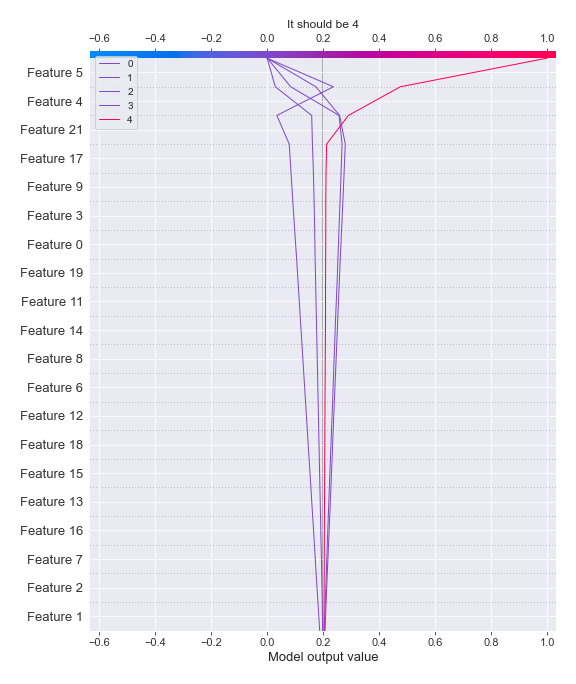 It should be 4
−0.6 −0.4 −0.2 0.0 0.2 0.4 0.6 0.8 1.0
0
1
2
3
4
Feature 5
Feature 4
Feature 21
Feature 17
Feature 9
Feature 3
Feature 0
Feature 19
Feature 11
Feature 14
Feature 8
Feature 6
Feature 12
Feature 18
Feature 15
Feature 13
Feature 16
Feature 7
Feature 2
Feature 1
−0.6 −0.4 −0.2 0.0 0.2 0.4 0.6 0.8 1.0
Model output value